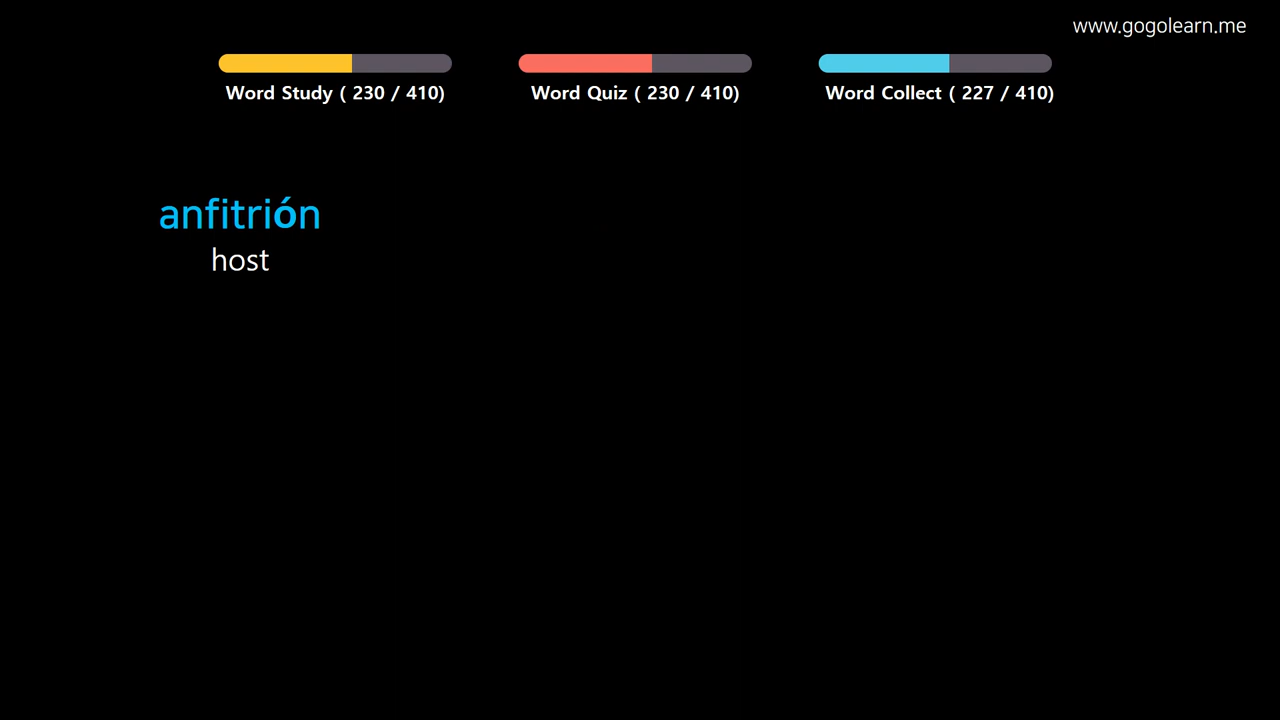 www.gogolearn.me
Word Study ( 230 / 410)
Word Quiz ( 230 / 410)
Word Collect ( 227 / 410)
anfitrión
host